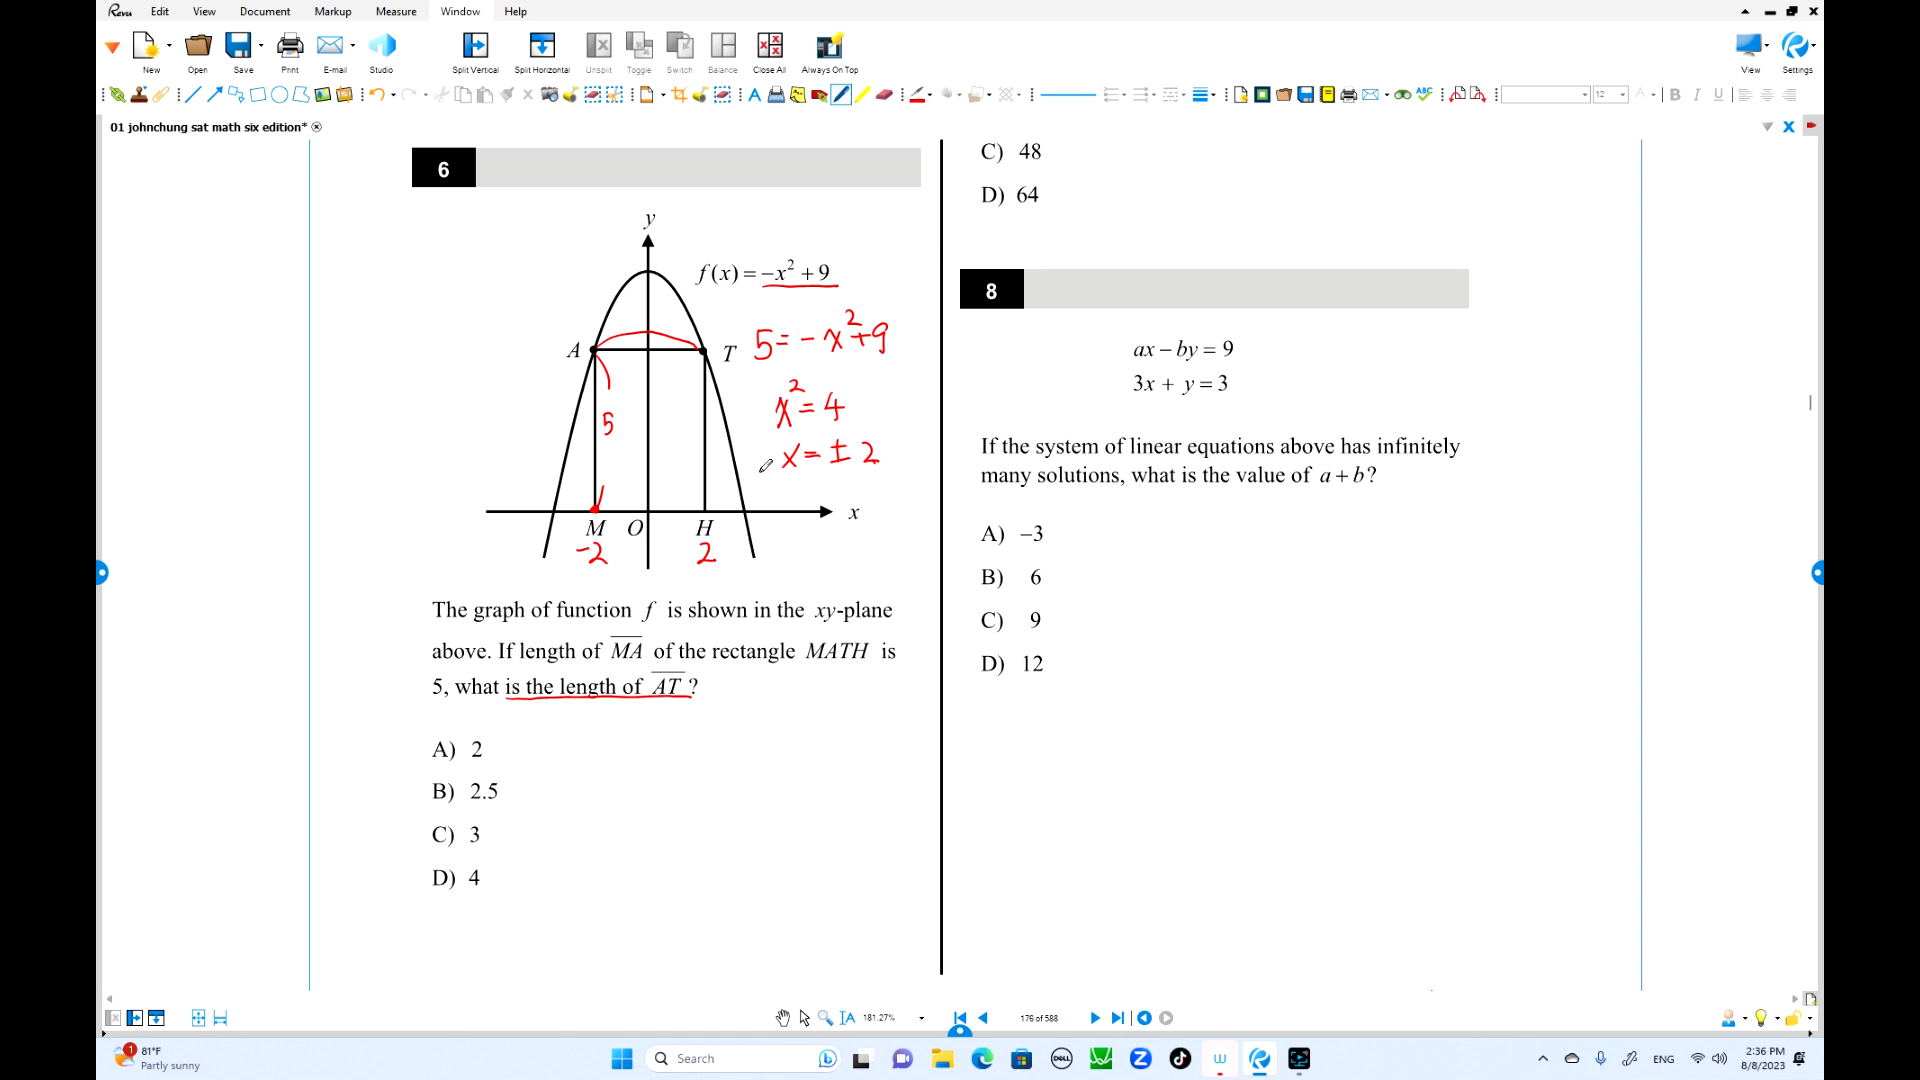 Revu Edit View Document Markup Measure Window Help
New Open Save Print E-mail Studio Split Vertical Split Horizontal Unsplit Toggle Switch Balance Close All Always On Top View Settings
12
01 johnchung sat math six edition*
6
y
f(x) = −x² + 9
5 = −x² + 9
A T
x² = 4
5
x = ± 2
M O H x
-2 2
The graph of function f is shown in the xy-plane
above. If length of M̅A̅ of the rectangle MATH is
5, what is the length of A̅T̅ ?
A) 2
B) 2.5
C) 3
D) 4
C) 48
D) 64
8
ax − by = 9
3x + y = 3
If the system of linear equations above has infinitely
many solutions, what is the value of a + b?
A) −3
B) 6
C) 9
D) 12
181.27% 176 of 588
1 81°F
Partly sunny
Search
DELL
ENG
2:36 PM
8/8/2023